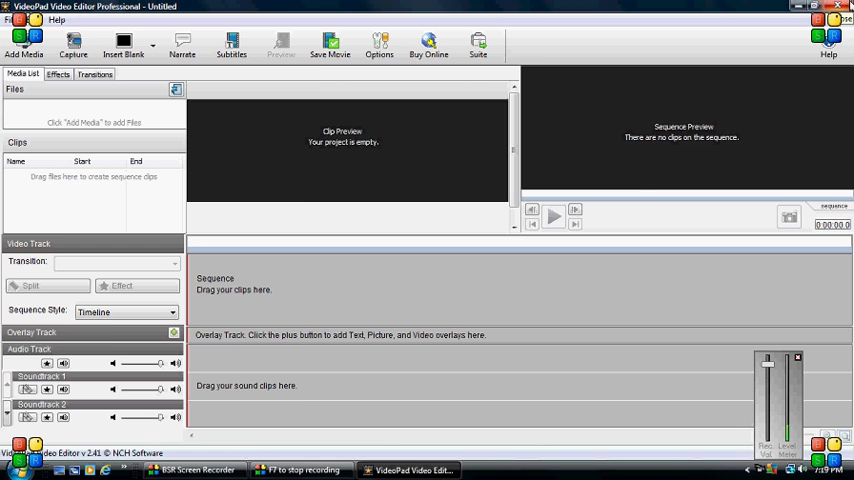 VideoPad Video Editor Professional - Untitled
Help
Add Media
Capture
Insert Blank
Narrate
Subtitles
Preview
Save Movie
Options
Buy Online
Suite
Help
Media List
Effects
Transitions
Files
Click "Add Media" to add Files
Clips
Name Start End
Drag files here to create sequence clips
Clip Preview
Your project is empty.
Sequence Preview
There are no clips on the sequence.
sequence
0:00:00.0
Video Track
Transition:
Split
Effect
Sequence Style:
Timeline
Sequence
Drag your clips here.
Overlay Track
Overlay Track. Click the plus button to add Text, Picture, and Video overlays here.
Audio Track
Soundtrack 1
Drag your sound clips here.
Soundtrack 2
Rec Level
Vol Meter
Video Editor v 2.41 © NCH Software
BSR Screen Recorder
F7 to stop recording
VideoPad Video Edit...
7:19 PM